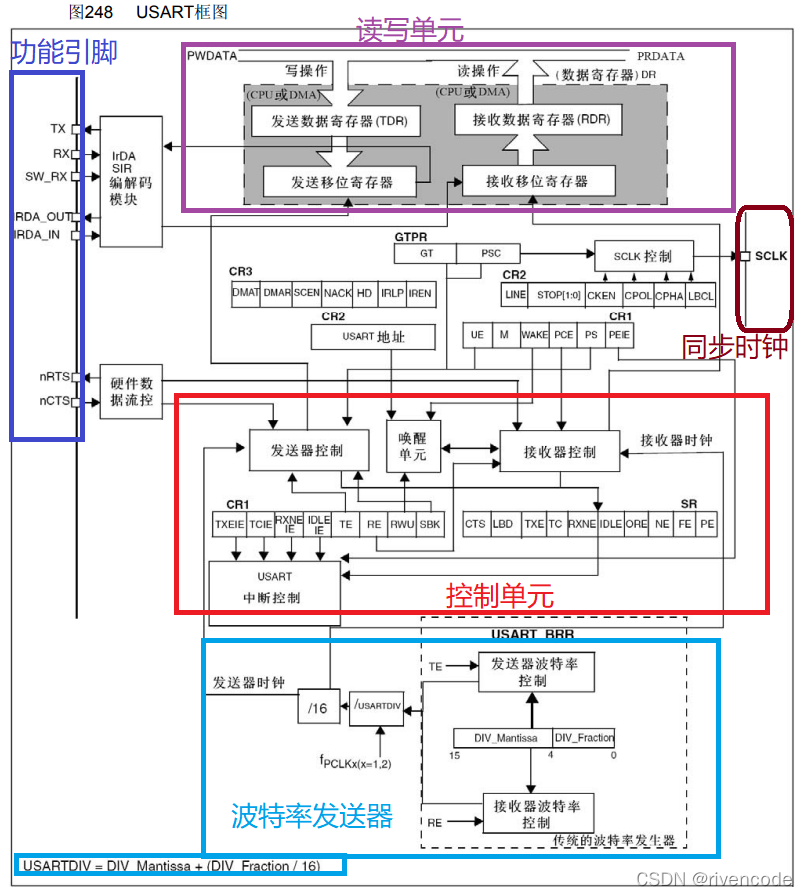 图248 USART框图
功能引脚
读写单元
PWDATA
PRDATA
写操作
读操作
(数据寄存器) DR
(CPU或DMA)
(CPU或DMA)
发送数据寄存器(TDR)
接收数据寄存器(RDR)
发送移位寄存器
接收移位寄存器
TX
RX
SW_RX
IRDA_OUT
IRDA_IN
IrDA
SIR
编解码
模块
GTPR
GT PSC
SCLK 控制
SCLK
同步时钟
CR3
DMAT DMAR SCEN NACK HD IRLP IREN
CR2
LINE STOP[1:0] CKEN CPOL CPHA LBCL
CR2
USART 地址
CR1
UE M WAKE PCE PS PEIE
nRTS
nCTS
硬件数
据流控
发送器控制
唤醒
单元
接收器控制
接收器时钟
CR1
TXEIE TCIE RXNE IE IDLE IE TE RE RWU SBK
SR
CTS LBD TXE TC RXNE IDLE ORE NE FE PE
USART
中断控制
控制单元
USART_BRR
发送器时钟
/16
/USARTDIV
fPCLKx(x=1,2)
TE
发送器波特率
控制
DIV_Mantissa DIV_Fraction
15 4 0
RE
接收器波特率
控制
传统的波特率发生器
波特率发送器
USARTDIV = DIV_Mantissa + (DIV_Fraction / 16)
CSDN @rivencode